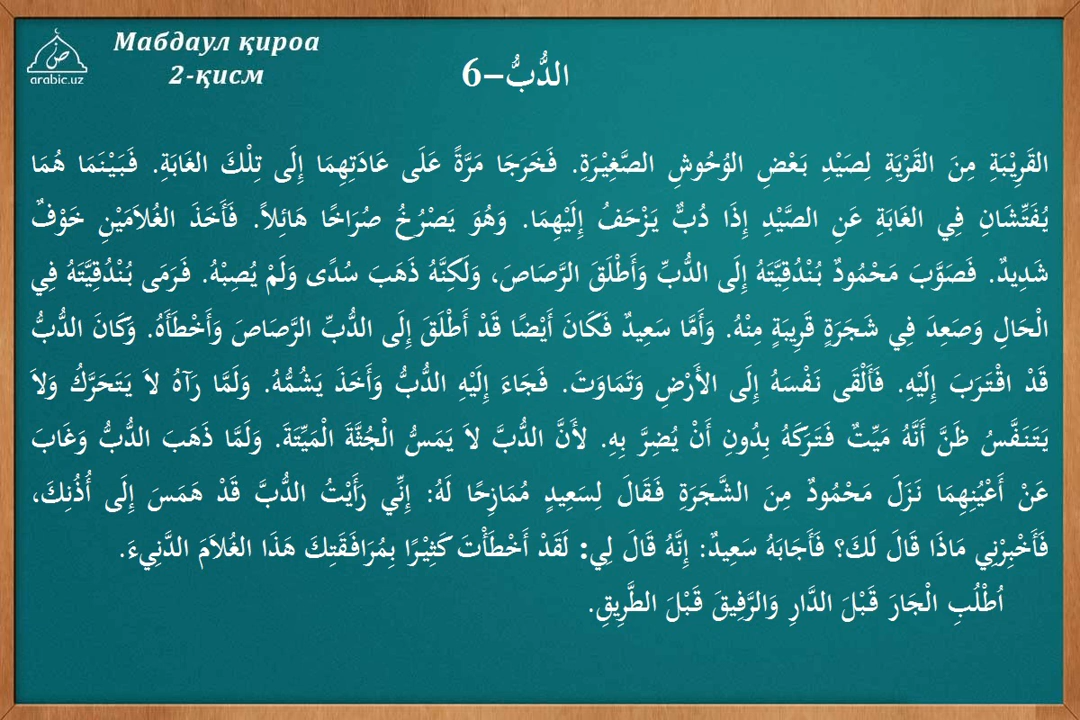 Мабдаул қироа
2-қисм
arabic.uz
6–الدُّبُّ
القَرِيْبَةِ مِنَ القَرْيَةِ لِصَيْدِ بَعْضِ الوُحُوشِ الصَّغِيْرَةِ. فَخَرَجَا مَرَّةً عَلَى عَادَتِهِمَا إِلَى تِلْكَ الغَابَةِ. فَبَيْنَمَا هُمَا
يُفَتِّشَانِ فِي الغَابَةِ عَنِ الصَّيْدِ إِذَا دُبٌّ يَزْحَفُ إِلَيْهِمَا. وَهُوَ يَصْرُخُ صُرَاخًا هَائِلاً. فَأَخَذَ الغُلاَمَيْنِ خَوْفٌ
شَدِيدٌ. فَصَوَّبَ مَحْمُودٌ بُنْدُقِيَّتَهُ إِلَى الدُّبِّ وَأَطْلَقَ الرَّصَاصَ، وَلَكِنَّهُ ذَهَبَ سُدًى وَلَمْ يُصِبْهُ. فَرَمَى بُنْدُقِيَّتَهُ فِي
الْحَالِ وَصَعِدَ فِي شَجَرَةٍ قَرِيبَةٍ مِنْهُ. وَأَمَّا سَعِيدٌ فَكَانَ أَيْضًا قَدْ أَطْلَقَ إِلَى الدُّبِّ الرَّصَاصَ وَأَخْطَأَهُ. وَكَانَ الدُّبُّ
قَدْ اقْتَرَبَ إِلَيْهِ. فَأَلْقَى نَفْسَهُ إِلَى الأَرْضِ وَتَمَاوَتَ. فَجَاءَ إِلَيْهِ الدُّبُّ وَأَخَذَ يَشُمُّهُ. وَلَمَّا رَآهُ لاَ يَتَحَرَّكُ وَلاَ
يَتَنَفَّسُ ظَنَّ أَنَّهُ مَيِّتٌ فَتَرَكَهُ بِدُونِ أَنْ يُضِرَّ بِهِ. لأَنَّ الدُّبَّ لاَ يَمَسُّ الْجُثَّةَ الْمَيِّتَةَ. وَلَمَّا ذَهَبَ الدُّبُّ وَغَابَ
عَنْ أَعْيُنِهِمَا نَزَلَ مَحْمُودٌ مِنَ الشَّجَرَةِ فَقَالَ لِسَعِيدٍ مُمَازِحًا لَهُ: إِنِّي رَأَيْتُ الدُّبَّ قَدْ هَمَسَ إِلَى أُذُنِكَ،
فَأَخْبِرْنِي مَاذَا قَالَ لَكَ؟ فَأَجَابَهُ سَعِيدٌ: إِنَّهُ قَالَ لِي: لَقَدْ أَخْطَأْتَ كَثِيْرًا بِمُرَافَقَتِكَ هَذَا الغُلاَمَ الدَّنِيءَ.
اُطْلُبِ الْجَارَ قَبْلَ الدَّارِ وَالرَّفِيقَ قَبْلَ الطَّرِيقِ.